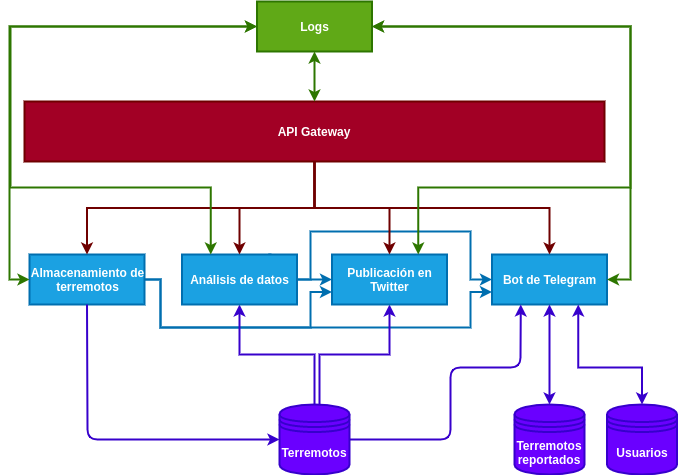 Logs
API Gateway
Almacenamiento de
terremotos
Análisis de datos
Publicación en
Twitter
Bot de Telegram
Terremotos
Terremotos
reportados
Usuarios